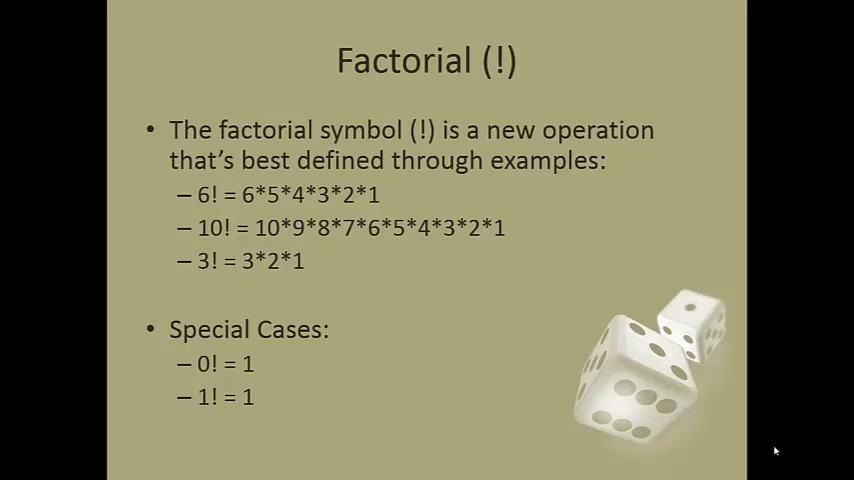 Factorial (!)
• The factorial symbol (!) is a new operation
that's best defined through examples:
– 6! = 6*5*4*3*2*1
– 10! = 10*9*8*7*6*5*4*3*2*1
– 3! = 3*2*1
• Special Cases:
– 0! = 1
– 1! = 1